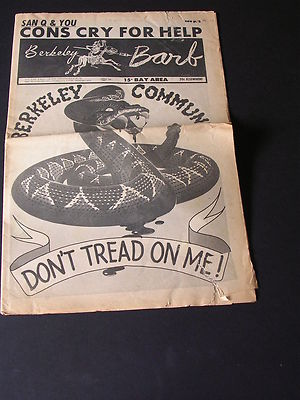 SAN Q & YOU
CONS CRY FOR HELP
Berkeley Barb
15¢ BAY AREA
BERKELEY COMMUN
DON'T TREAD ON ME!